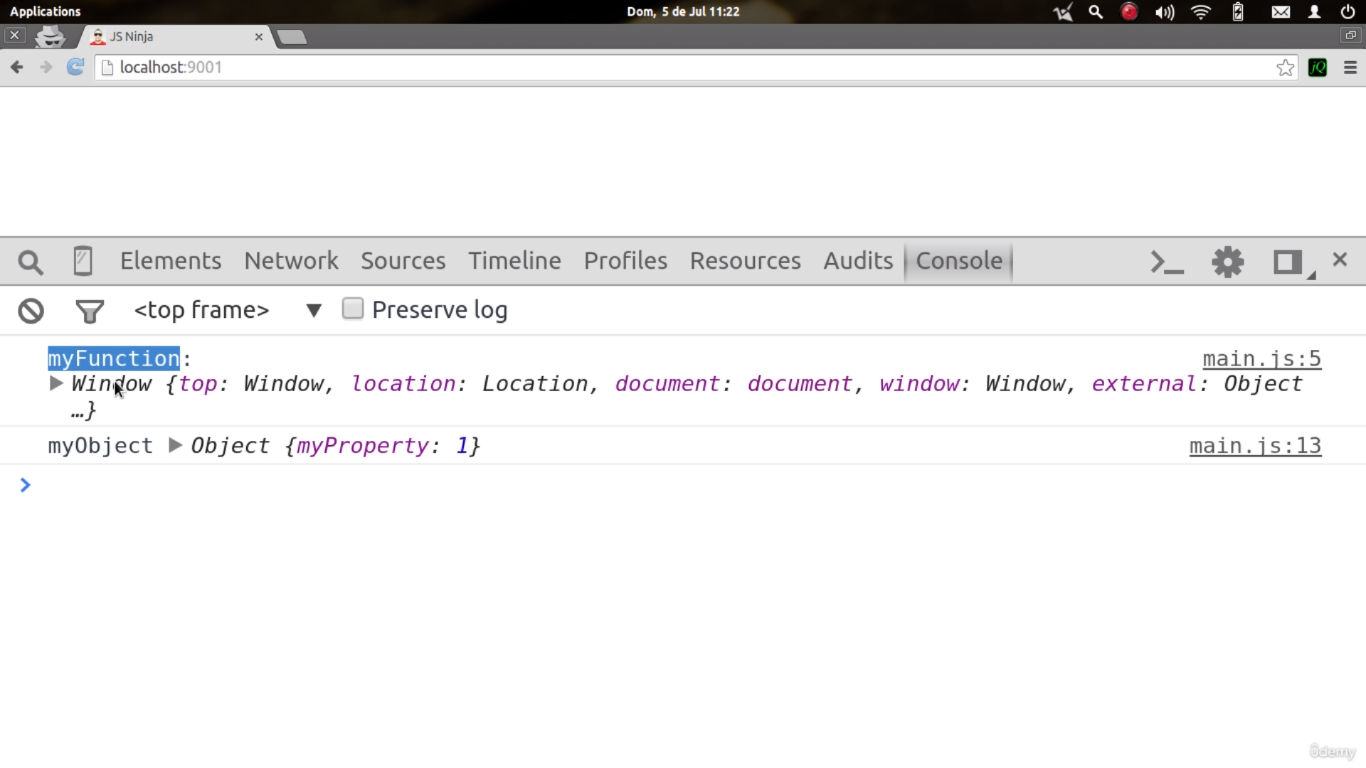 Applications Dom, 5 de Jul 11:22
JS Ninja
localhost:9001
Elements Network Sources Timeline Profiles Resources Audits Console
<top frame> Preserve log
myFunction: main.js:5
Window {top: Window, location: Location, document: document, window: Window, external: Object
…}
myObject Object {myProperty: 1} main.js:13
ûdemy